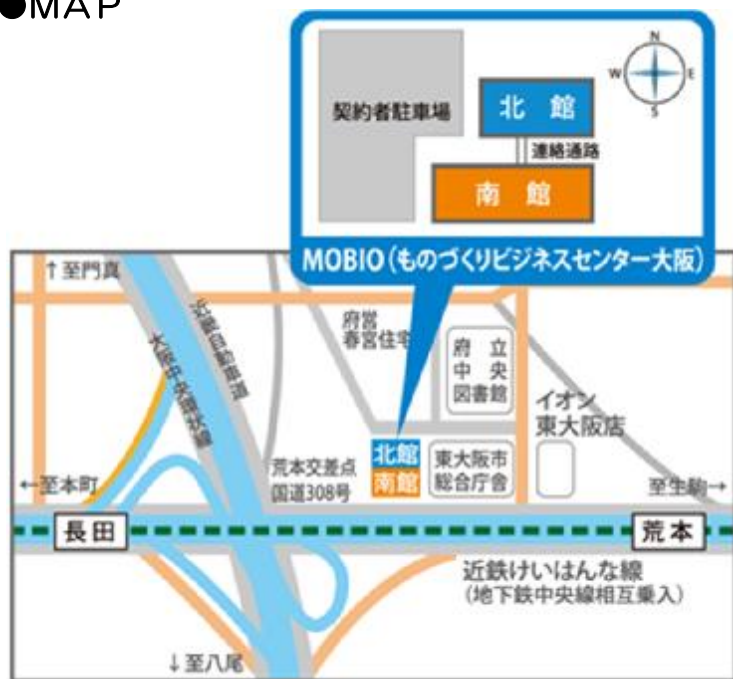 ●MAP
N
W E
S
契約者駐車場
北 館
連絡通路
南 館
MOBIO(ものづくりビジネスセンター大阪)
↑至門真
近畿自動車道
大阪中央環状線
府営
春宮住宅
府 立
中 央
図書館
イオン
東大阪店
荒本交差点
国道308号
北館
南館
東大阪市
総合庁舎
←至本町
至生駒→
長田
荒本
近鉄けいはんな線
(地下鉄中央線相互乗入)
↓至八尾